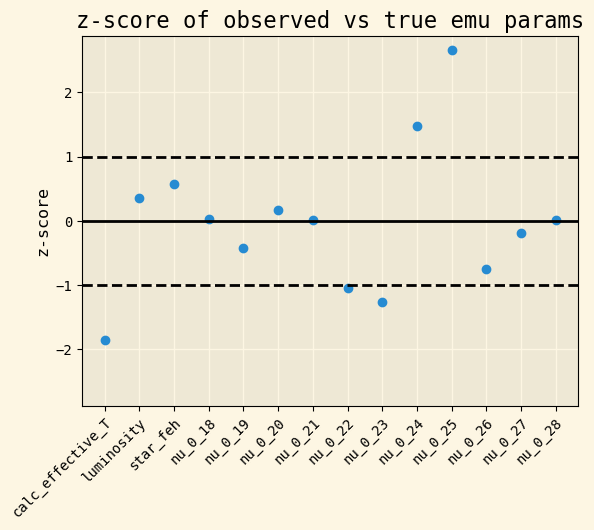 z-score of observed vs true emu params
z-score
2
1
0
−1
−2
calc_effective_T
luminosity
star_feh
nu_0_18
nu_0_19
nu_0_20
nu_0_21
nu_0_22
nu_0_23
nu_0_24
nu_0_25
nu_0_26
nu_0_27
nu_0_28